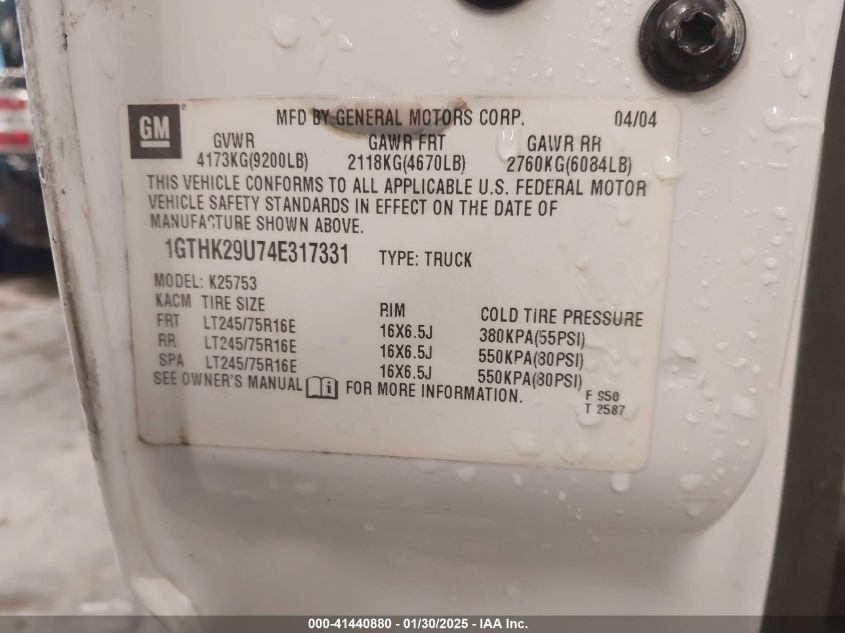 GM
MFD BY GENERAL MOTORS CORP. 04/04
GVWR GAWR FRT GAWR RR
4173KG(9200LB) 2118KG(4670LB) 2760KG(6084LB)
THIS VEHICLE CONFORMS TO ALL APPLICABLE U.S. FEDERAL MOTOR
VEHICLE SAFETY STANDARDS IN EFFECT ON THE DATE OF
MANUFACTURE SHOWN ABOVE.
1GTHK29U74E317331 TYPE: TRUCK
MODEL: K25753
KACM TIRE SIZE RIM COLD TIRE PRESSURE
FRT LT245/75R16E 16X6.5J 380KPA(55PSI)
RR LT245/75R16E 16X6.5J 550KPA(80PSI)
SPA LT245/75R16E 16X6.5J 550KPA(80PSI)
SEE OWNER'S MANUAL i FOR MORE INFORMATION.
F 950
T 2587
000-41440880 - 01/30/2025 - IAA Inc.